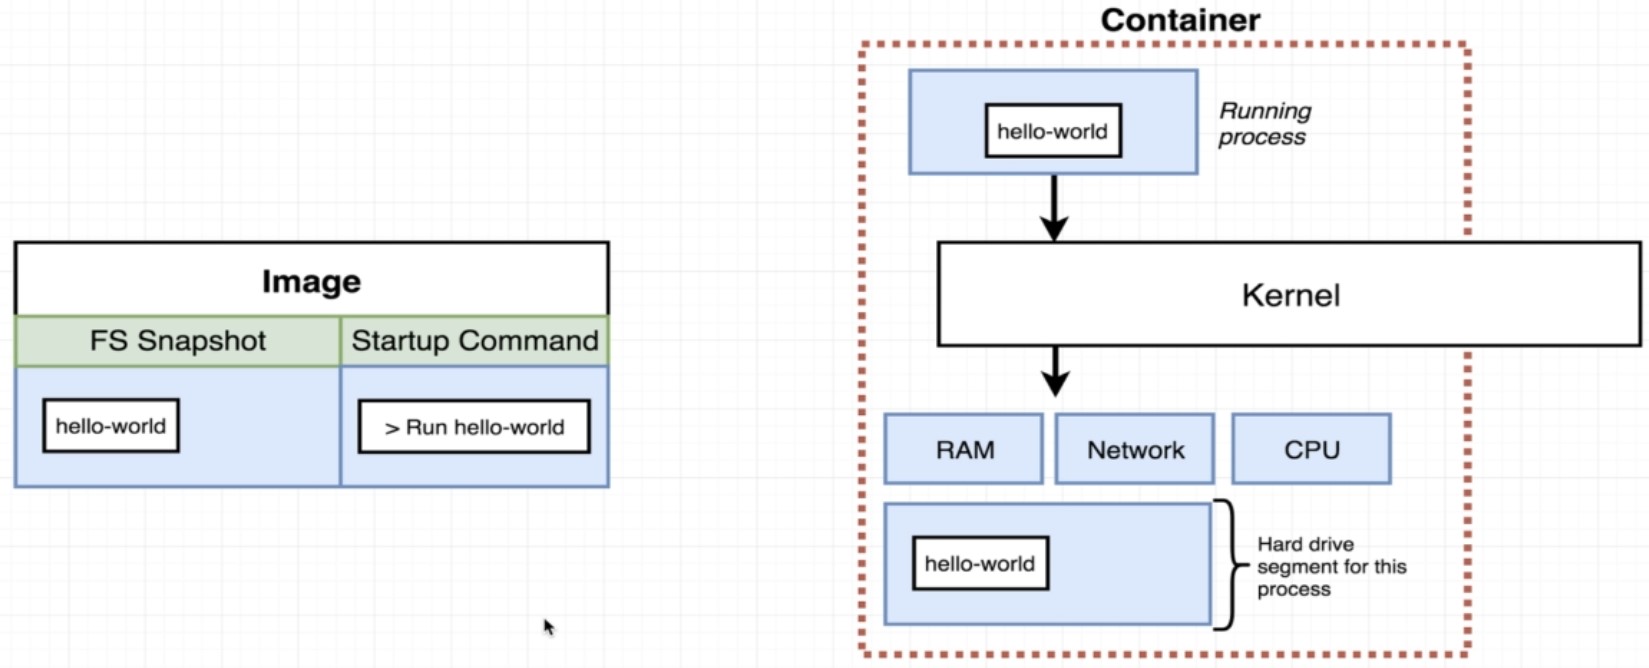 Container
hello-world
Running
process
Image
Kernel
FS Snapshot
Startup Command
hello-world
> Run hello-world
RAM
Network
CPU
hello-world
Hard drive
segment for this
process